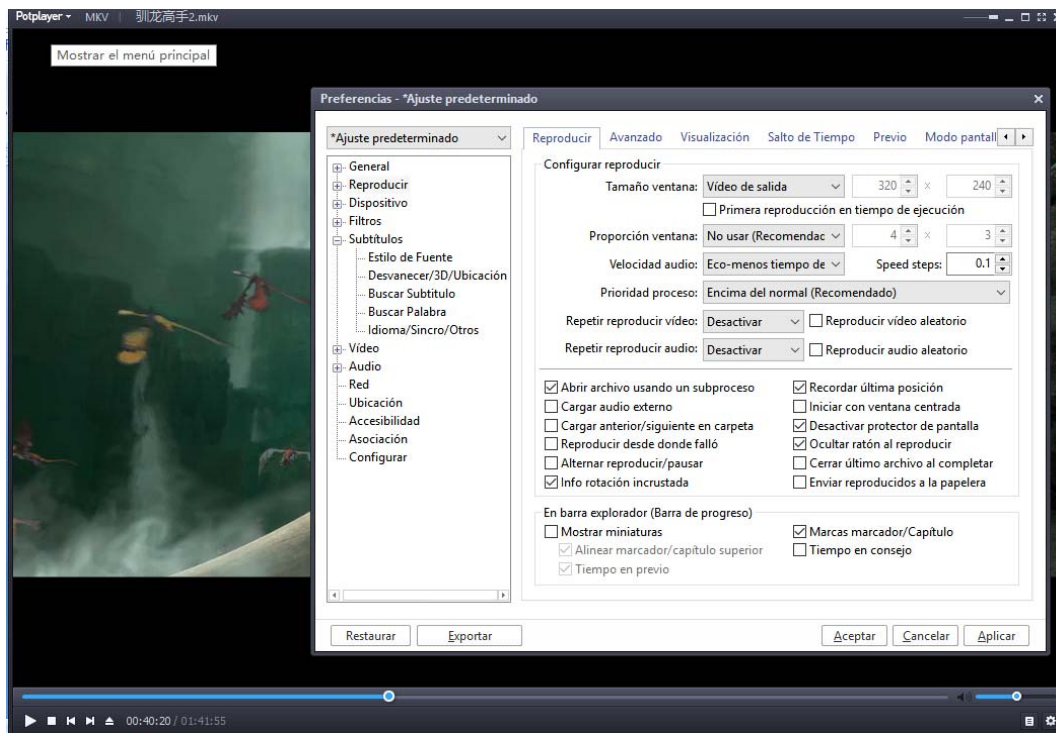 Potplayer MKV | 驯龙高手2.mkv
Mostrar el menú principal
Preferencias - *Ajuste predeterminado
*Ajuste predeterminado
General
Reproducir
Dispositivo
Filtros
Subtítulos
Estilo de Fuente
Desvanecer/3D/Ubicación
Buscar Subtitulo
Buscar Palabra
Idioma/Sincro/Otros
Vídeo
Audio
Red
Ubicación
Accesibilidad
Asociación
Configurar
Reproducir Avanzado Visualización Salto de Tiempo Previo Modo pantall
Configurar reproducir
Tamaño ventana: Vídeo de salida 320 x 240
Primera reproducción en tiempo de ejecución
Proporción ventana: No usar (Recomendac 4 x 3
Velocidad audio: Eco-menos tiempo de Speed steps: 0.1
Prioridad proceso: Encima del normal (Recomendado)
Repetir reproducir vídeo: Desactivar Reproducir vídeo aleatorio
Repetir reproducir audio: Desactivar Reproducir audio aleatorio
Abrir archivo usando un subproceso Recordar última posición
Cargar audio externo Iniciar con ventana centrada
Cargar anterior/siguiente en carpeta Desactivar protector de pantalla
Reproducir desde donde falló Ocultar ratón al reproducir
Alternar reproducir/pausar Cerrar último archivo al completar
Info rotación incrustada Enviar reproducidos a la papelera
En barra explorador (Barra de progreso)
Mostrar miniaturas Marcas marcador/Capítulo
Alinear marcador/capítulo superior Tiempo en consejo
Tiempo en previo
Restaurar Exportar Aceptar Cancelar Aplicar
00:40:20 / 01:41:55